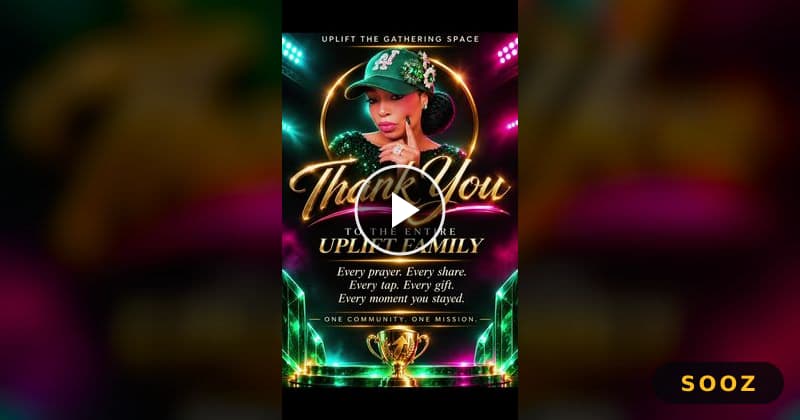 UPLIFT THE GATHERING SPACE
Thank You
TO THE ENTIRE
UPLIFT FAMILY
Every prayer. Every share.
Every tap. Every gift.
Every moment you stayed.
ONE COMMUNITY. ONE MISSION.
SOOZ